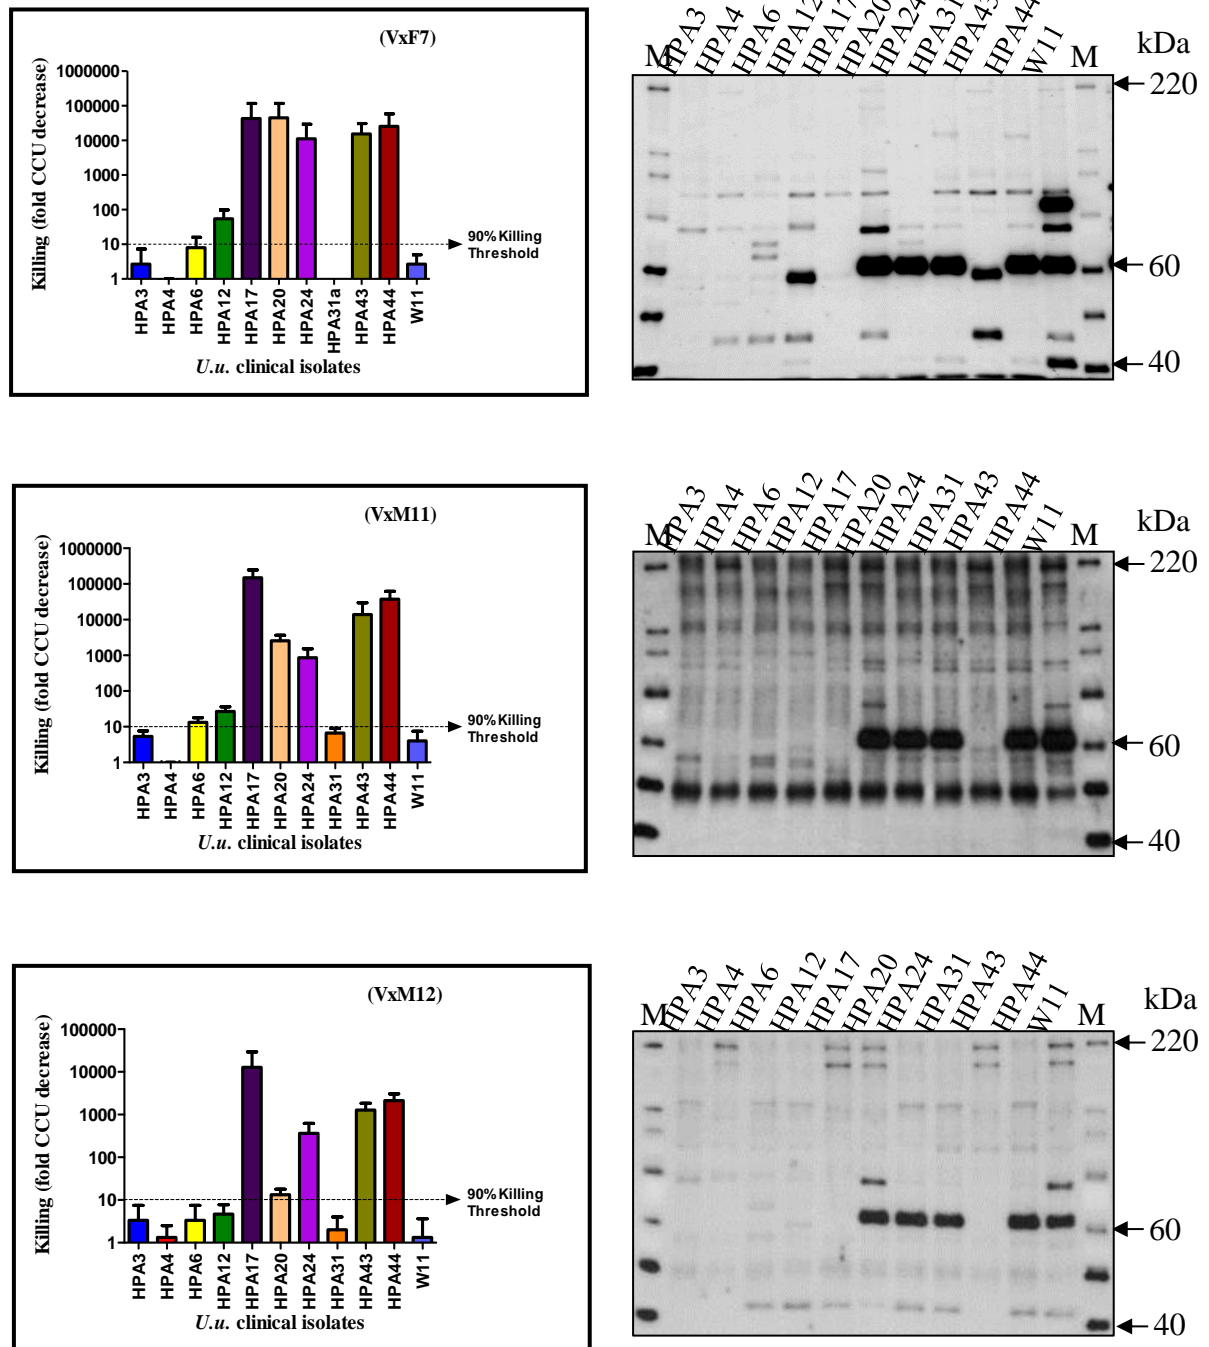 (VxF7)
Killing (fold CCU decrease)
1000000
100000
10000
1000
100
10
1
90% Killing
Threshold
HPA3
HPA4
HPA6
HPA12
HPA17
HPA20
HPA24
HPA31a
HPA43
HPA44
W11
U.u. clinical isolates
M
HPA3
HPA4
HPA6
HPA12
HPA17
HPA20
HPA24
HPA31
HPA43
HPA44
W11
M
kDa
220
60
40
(VxM11)
Killing (fold CCU decrease)
1000000
100000
10000
1000
100
10
1
90% Killing
Threshold
HPA3
HPA4
HPA6
HPA12
HPA17
HPA20
HPA24
HPA31
HPA43
HPA44
W11
U.u. clinical isolates
M
HPA3
HPA4
HPA6
HPA12
HPA17
HPA20
HPA24
HPA31
HPA43
HPA44
W11
M
kDa
220
60
40
(VxM12)
Killing (fold CCU decrease)
100000
10000
1000
100
10
1
90% Killing
Threshold
HPA3
HPA4
HPA6
HPA12
HPA17
HPA20
HPA24
HPA31
HPA43
HPA44
W11
U.u. clinical isolates
M
HPA3
HPA4
HPA6
HPA12
HPA17
HPA20
HPA24
HPA31
HPA43
HPA44
W11
M
kDa
220
60
40